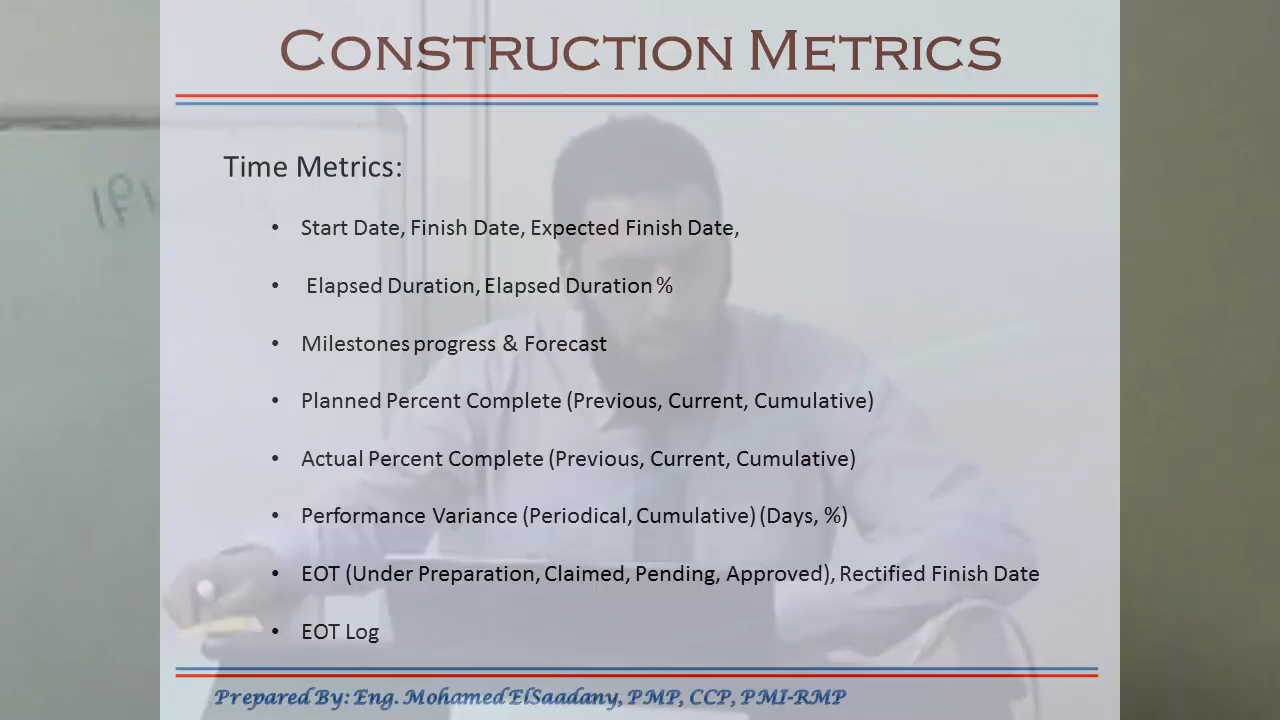 CONSTRUCTION METRICS
Time Metrics:
• Start Date, Finish Date, Expected Finish Date,
• Elapsed Duration, Elapsed Duration %
• Milestones progress & Forecast
• Planned Percent Complete (Previous, Current, Cumulative)
• Actual Percent Complete (Previous, Current, Cumulative)
• Performance Variance (Periodical, Cumulative) (Days, %)
• EOT (Under Preparation, Claimed, Pending, Approved), Rectified Finish Date
• EOT Log
Prepared By: Eng. Mohamed ElSaadany, PMP, CCP, PMI-RMP